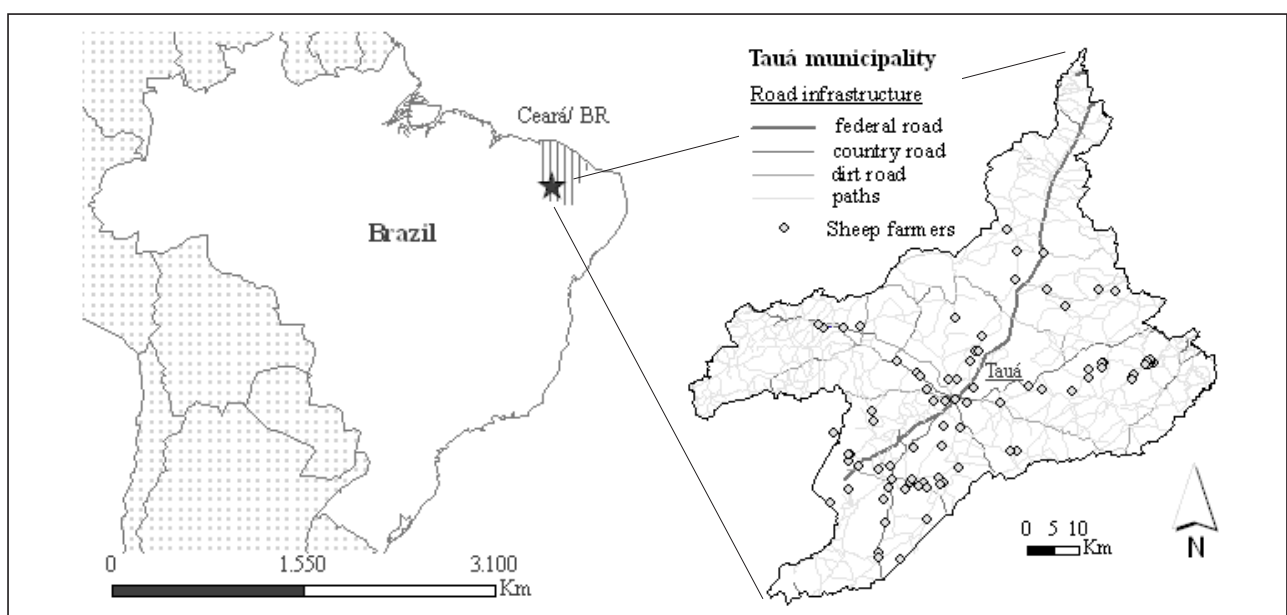 Ceará/ BR
Brazil
0 1.550 3.100
Km
Tauá municipality
Road infrastructure
federal road
country road
dirt road
paths
Sheep farmers
Tauá
0 5 10
Km
N